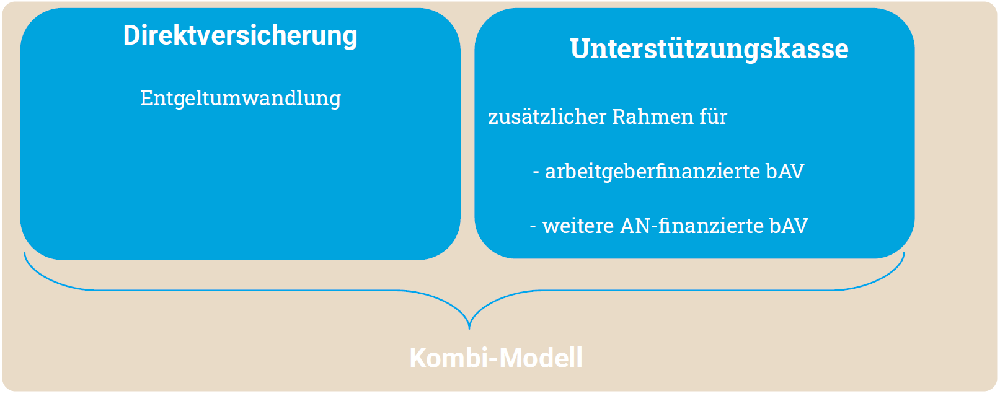 Direktversicherung
Entgeltumwandlung
Unterstützungskasse
zusätzlicher Rahmen für
- arbeitgeberfinanzierte bAV
- weitere AN-finanzierte bAV
Kombi-Modell